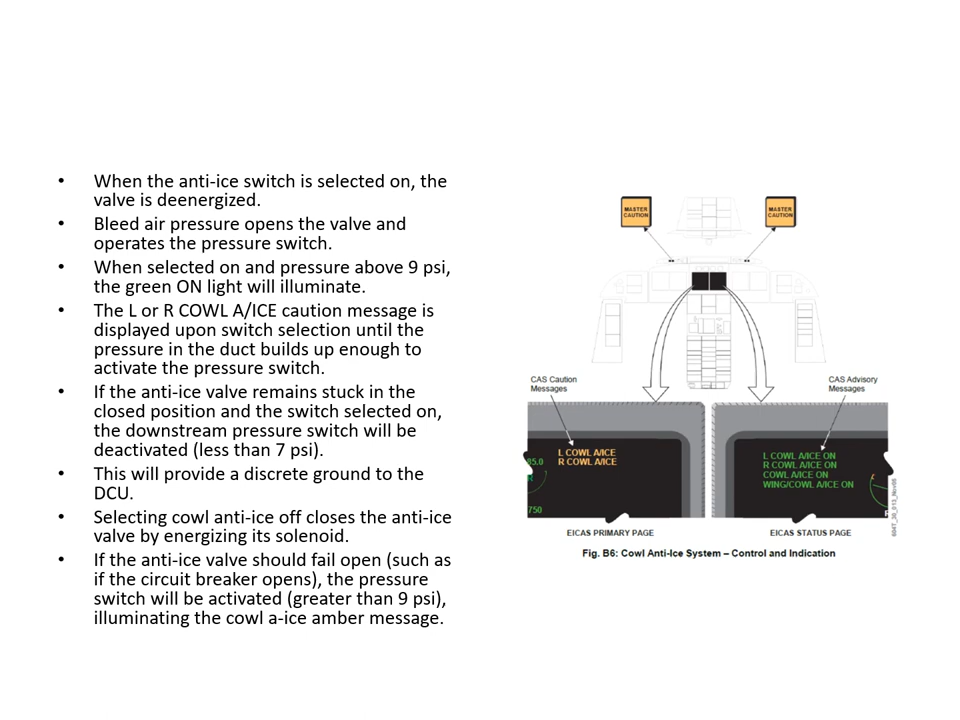 • When the anti-ice switch is selected on, the
valve is deenergized.
• Bleed air pressure opens the valve and
operates the pressure switch.
• When selected on and pressure above 9 psi,
the green ON light will illuminate.
• The L or R COWL A/ICE caution message is
displayed upon switch selection until the
pressure in the duct builds up enough to
activate the pressure switch.
• If the anti-ice valve remains stuck in the
closed position and the switch selected on,
the downstream pressure switch will be
deactivated (less than 7 psi).
• This will provide a discrete ground to the
DCU.
• Selecting cowl anti-ice off closes the anti-ice
valve by energizing its solenoid.
• If the anti-ice valve should fail open (such as
if the circuit breaker opens), the pressure
switch will be activated (greater than 9 psi),
illuminating the cowl a-ice amber message.
MASTER
CAUTION
MASTER
CAUTION
CAS Caution
Messages
CAS Advisory
Messages
L COWL A/ICE
R COWL A/ICE
85.0
R
750
L COWL A/ICE ON
R COWL A/ICE ON
COWL A/ICE ON
WING/COWL A/ICE ON
EICAS PRIMARY PAGE
EICAS STATUS PAGE
Fig. B6: Cowl Anti-Ice System – Control and Indication